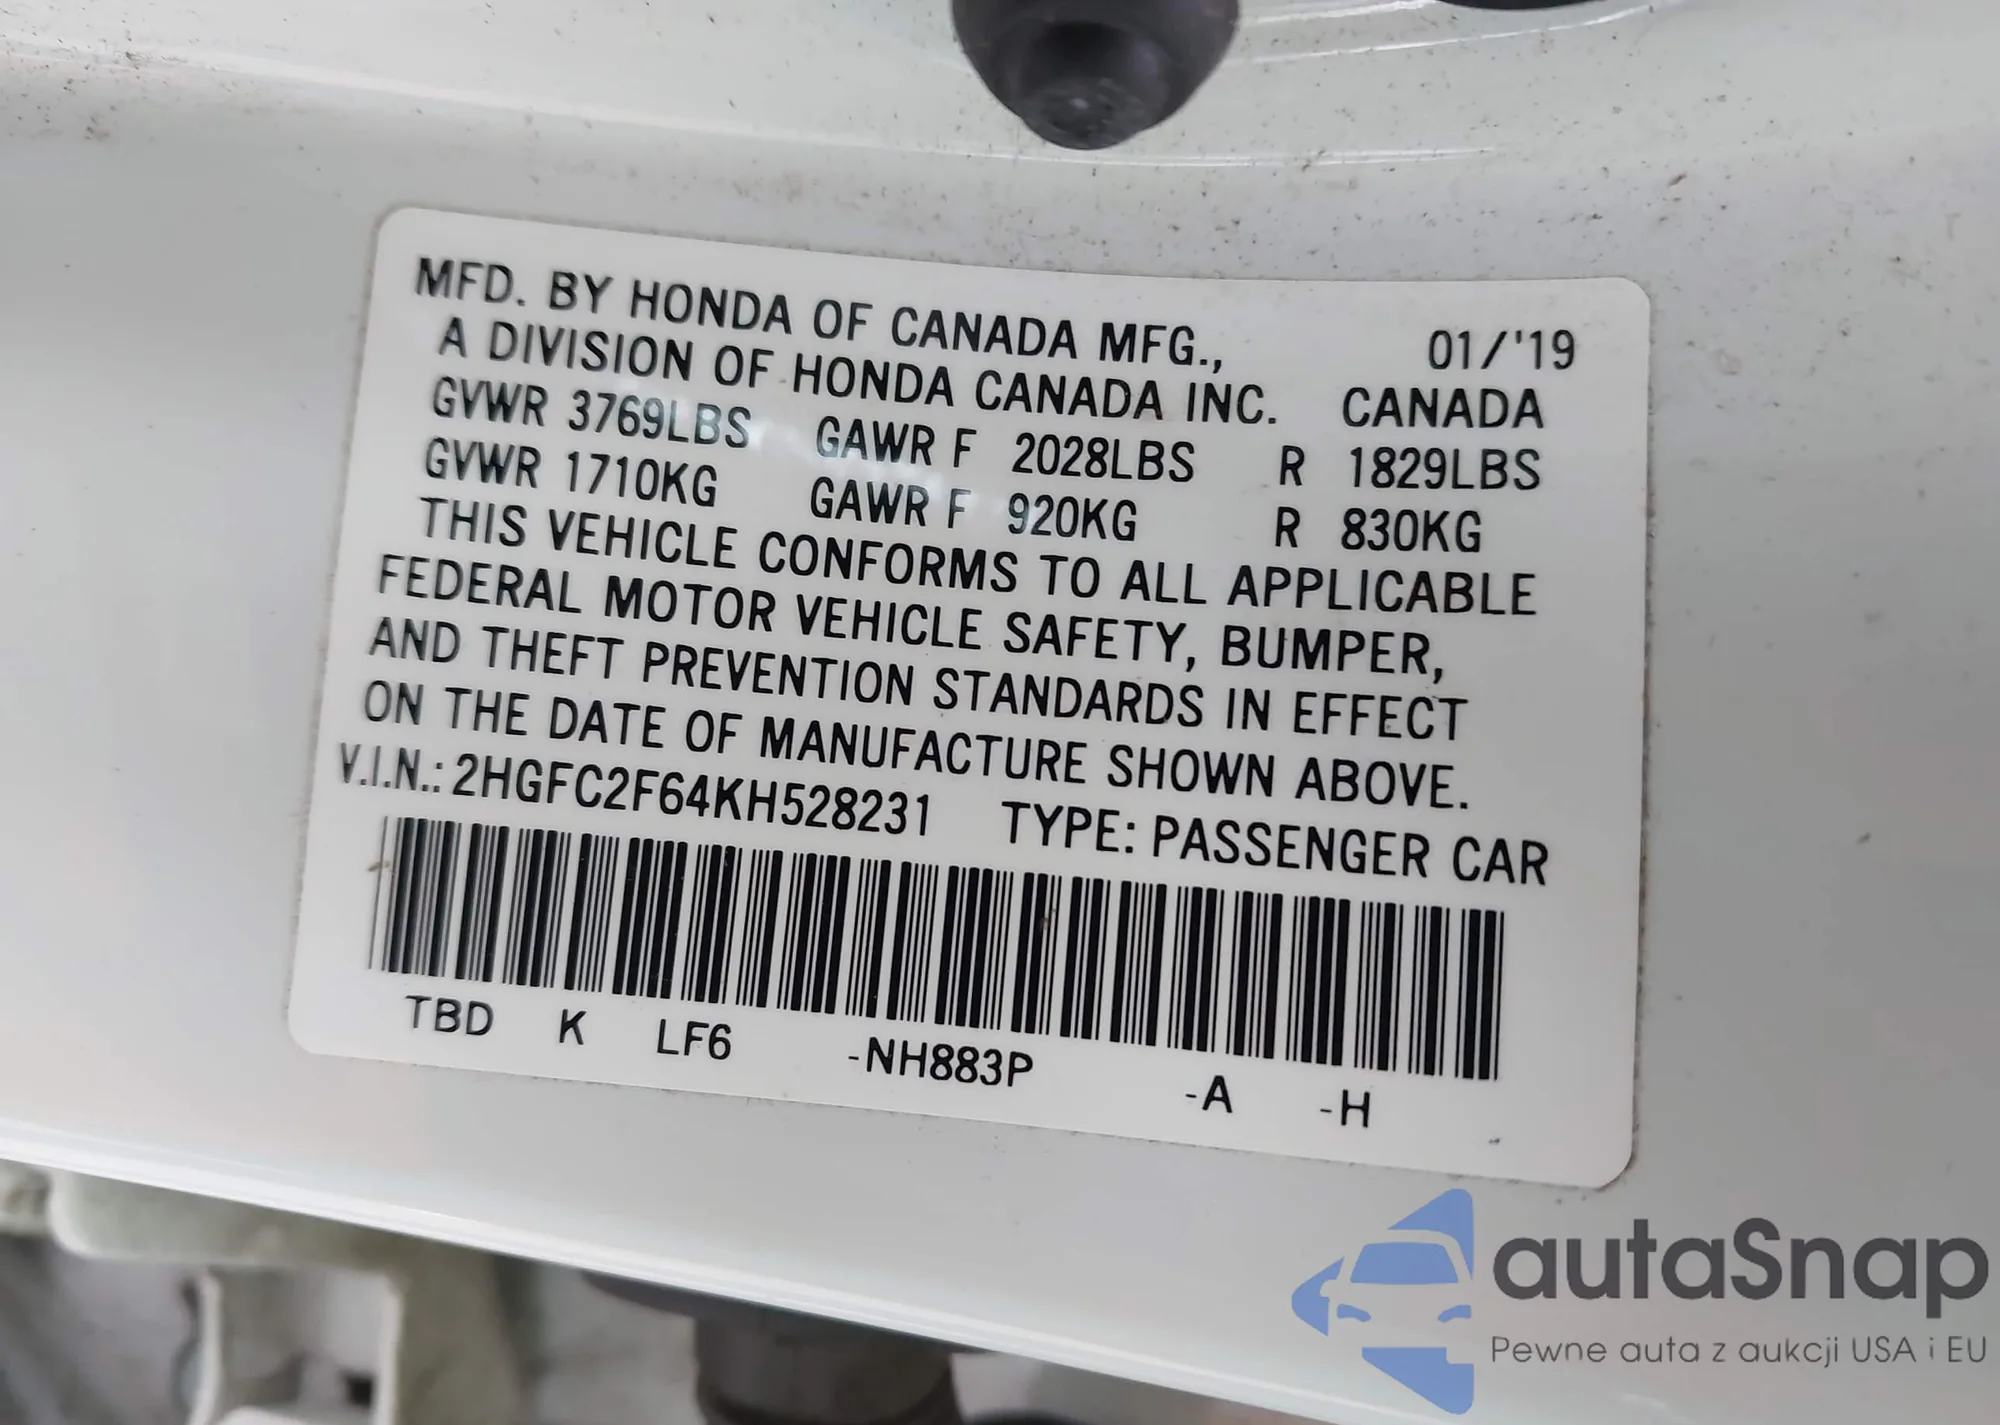 MFD. BY HONDA OF CANADA MFG., 01/'19
A DIVISION OF HONDA CANADA INC. CANADA
GVWR 3769LBS GAWR F 2028LBS R 1829LBS
GVWR 1710KG GAWR F 920KG R 830KG
THIS VEHICLE CONFORMS TO ALL APPLICABLE
FEDERAL MOTOR VEHICLE SAFETY, BUMPER,
AND THEFT PREVENTION STANDARDS IN EFFECT
ON THE DATE OF MANUFACTURE SHOWN ABOVE.
V.I.N.: 2HGFC2F64KH528231 TYPE: PASSENGER CAR
TBD K LF6 -NH883P -A -H
autaSnap
Pewne auta z aukcji USA i EU